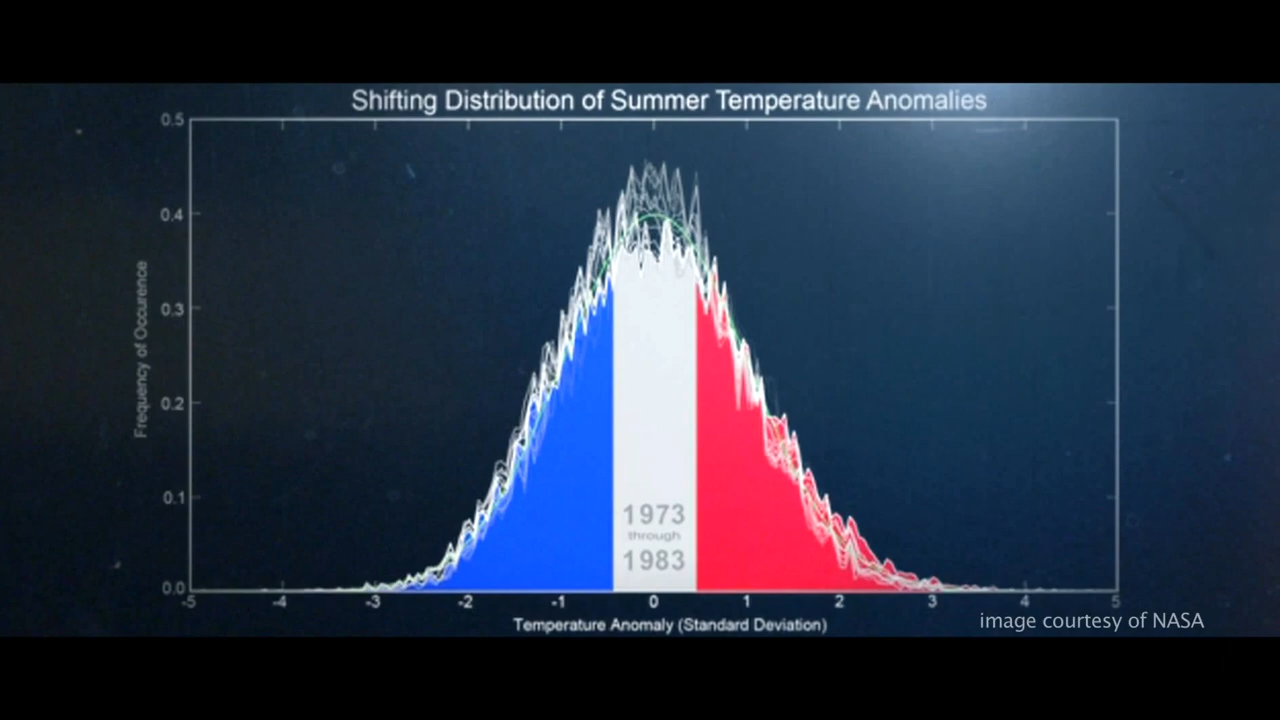 Shifting Distribution of Summer Temperature Anomalies
0.5
0.4
0.3
0.2
0.1
0.0
Frequency of Occurence
1973
through
1983
-5 -4 -3 -2 -1 0 1 2 3 4 5
Temperature Anomaly (Standard Deviation)
image courtesy of NASA